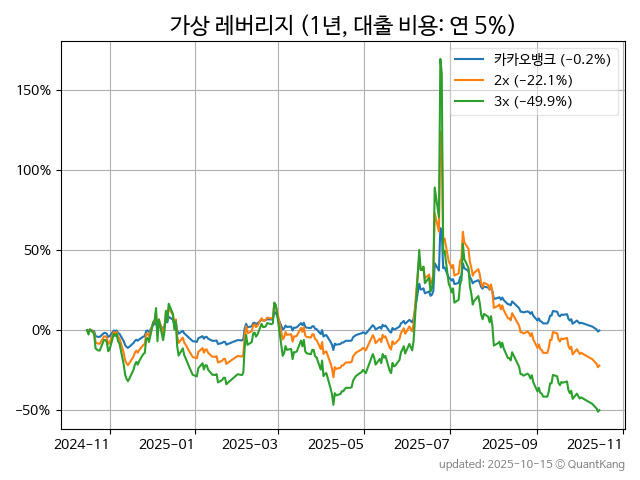 가상 레버리지 (1년, 대출 비용: 연 5%)
카카오뱅크 (−0.2%)
2x (−22.1%)
3x (−49.9%)
150%
100%
50%
0%
−50%
2024−11 2025−01 2025−03 2025−05 2025−07 2025−09 2025−11
updated: 2025-10-15 © QuantKang